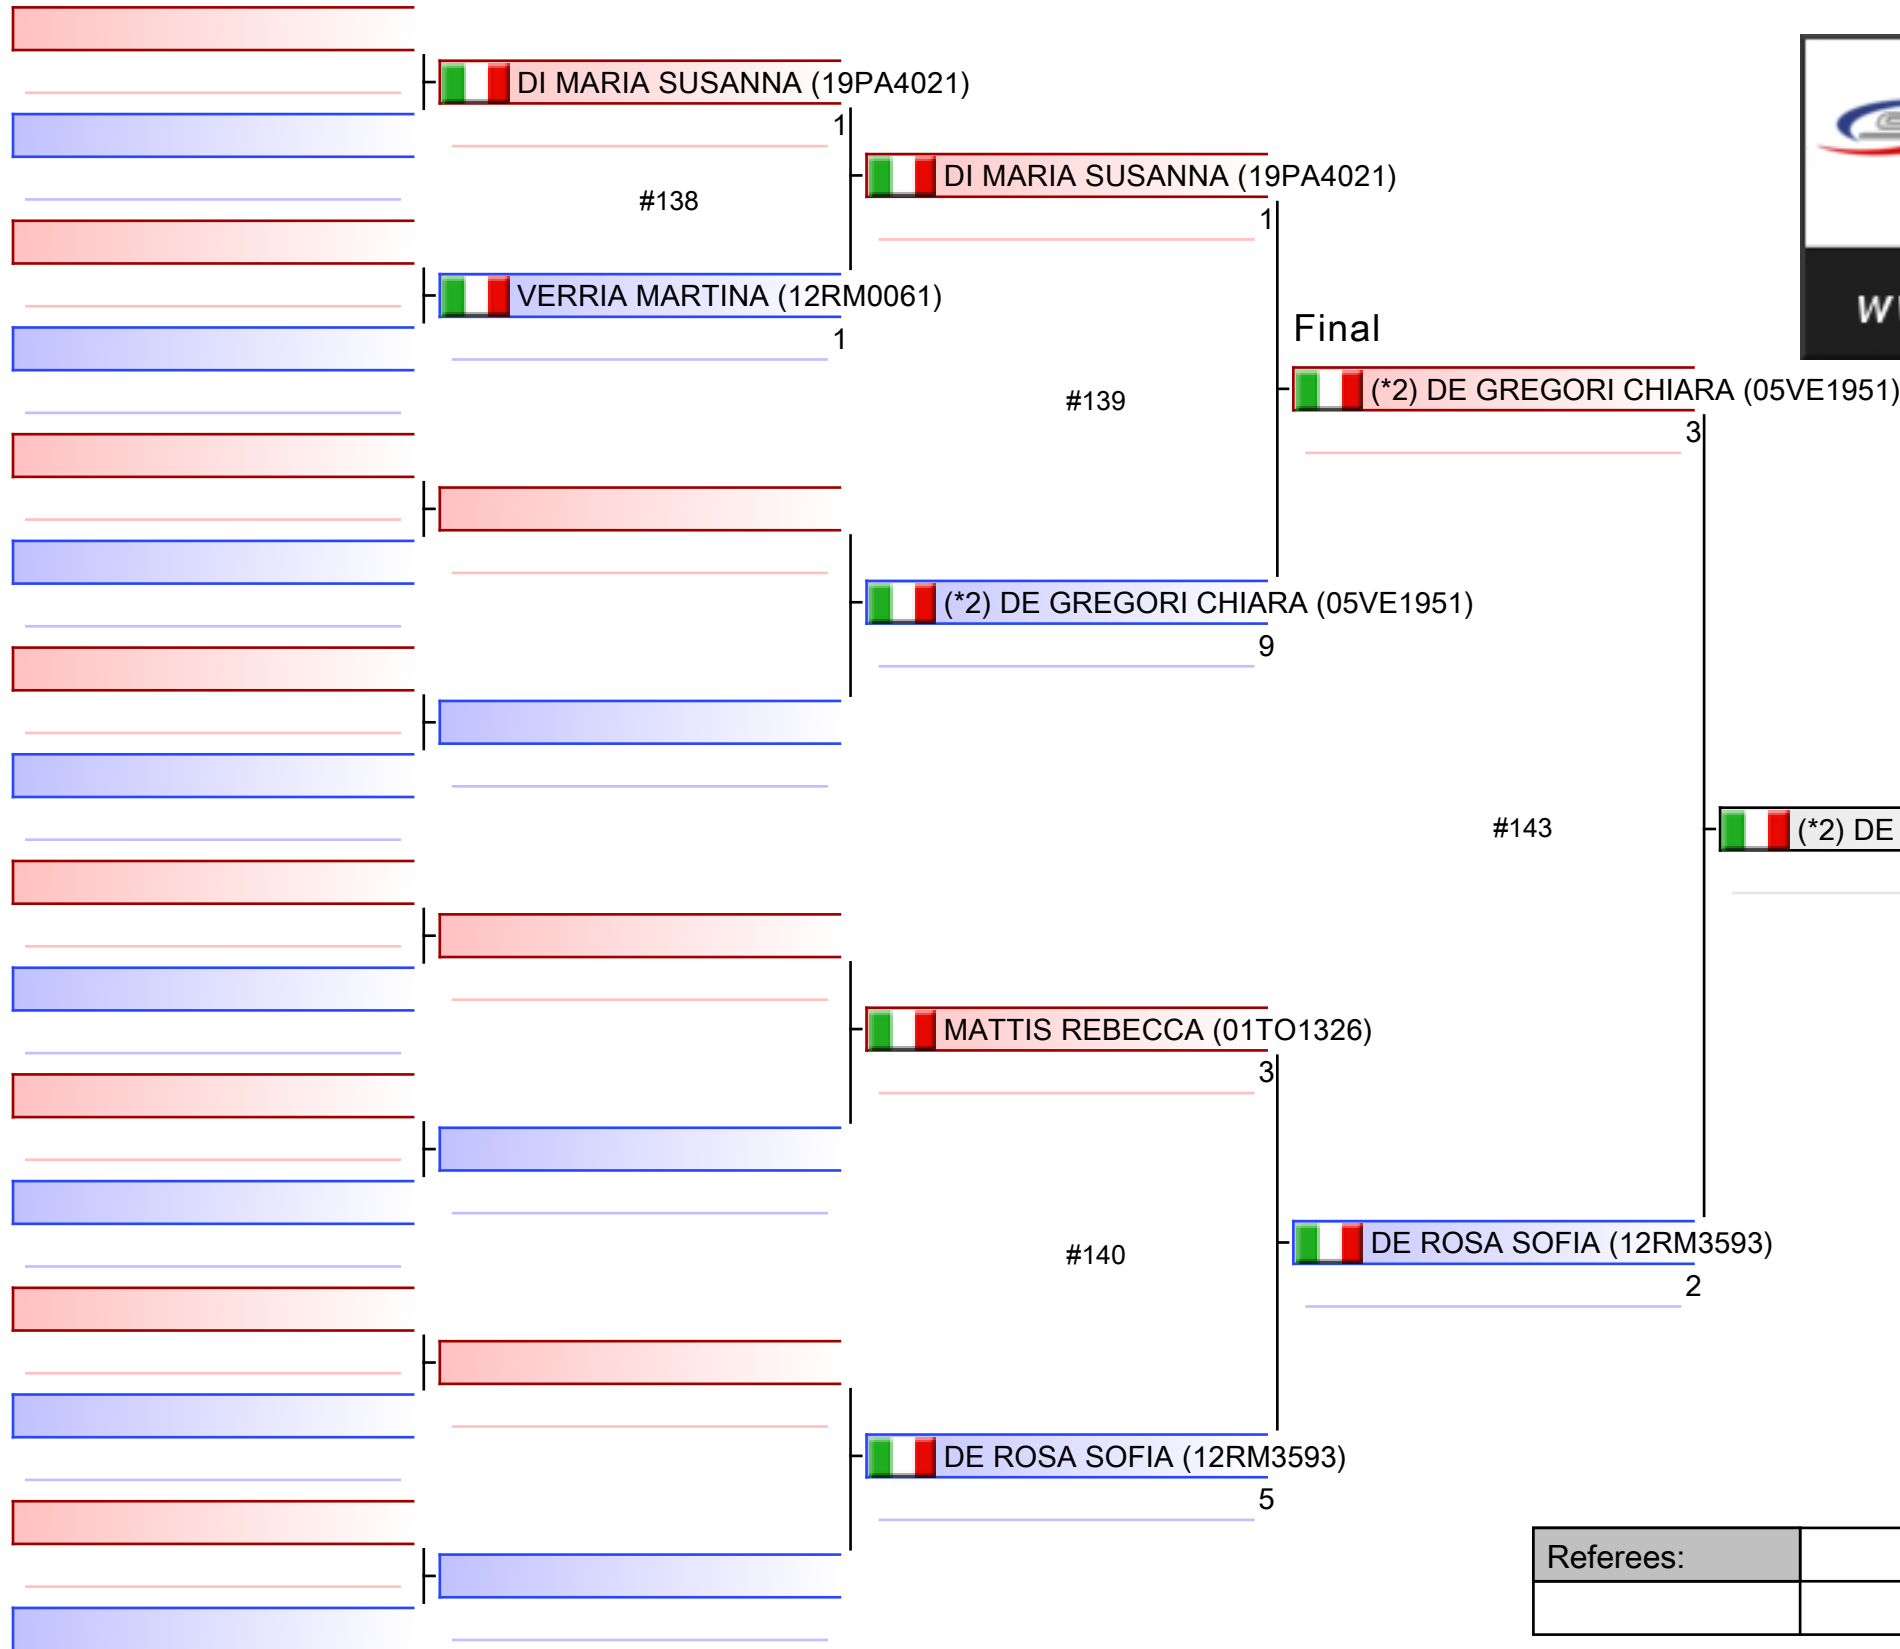 DI MARIA SUSANNA (19PA4021)
1
#138
VERRIA MARTINA (12RM0061)
1
DI MARIA SUSANNA (19PA4021)
1
#139
(*2) DE GREGORI CHIARA (05VE1951)
9
MATTIS REBECCA (01TO1326)
3
#140
DE ROSA SOFIA (12RM3593)
5
Final
(*2) DE GREGORI CHIARA (05VE1951)
3
#143
DE ROSA SOFIA (12RM3593)
2
(*2) DE
Referees: